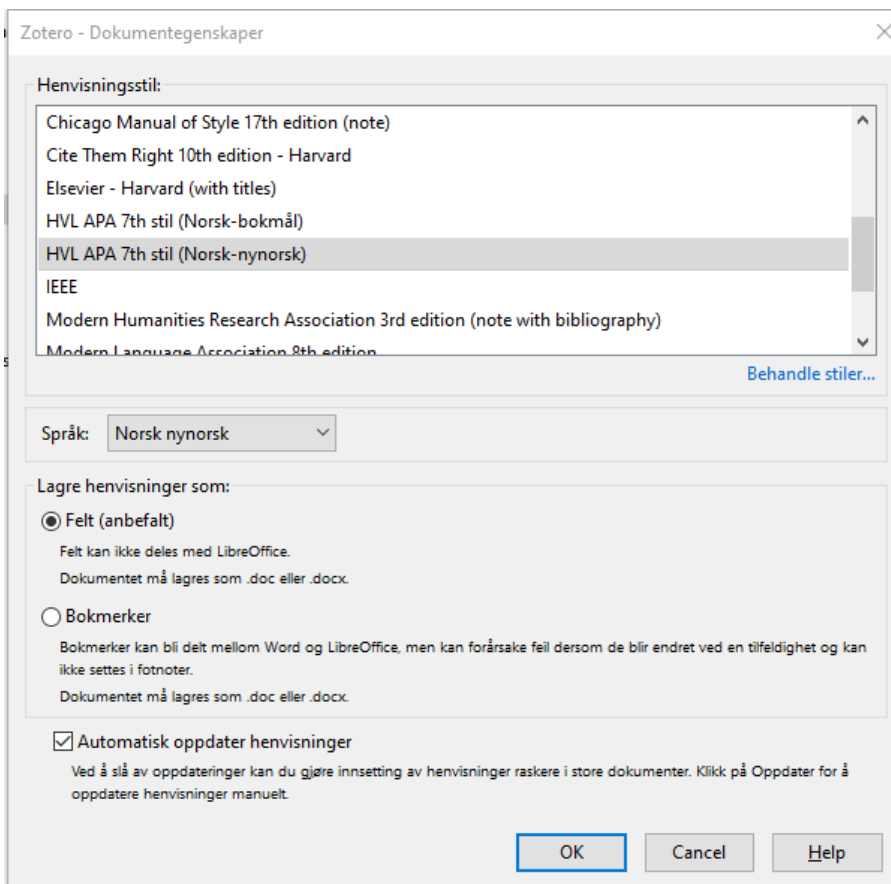 Zotero - Dokumentegenskaper
Henvisningsstil:
Chicago Manual of Style 17th edition (note)
Cite Them Right 10th edition - Harvard
Elsevier - Harvard (with titles)
HVL APA 7th stil (Norsk-bokmål)
HVL APA 7th stil (Norsk-nynorsk)
IEEE
Modern Humanities Research Association 3rd edition (note with bibliography)
Modern Language Association 8th edition
Behandle stiler...
Språk: Norsk nynorsk
Lagre henvisninger som:
Felt (anbefalt)
Felt kan ikke deles med LibreOffice.
Dokumentet må lagres som .doc eller .docx.
Bokmerker
Bokmerker kan bli delt mellom Word og LibreOffice, men kan forårsake feil dersom de blir endret ved en tilfeldighet og kan
ikke settes i fotnoter.
Dokumentet må lagres som .doc eller .docx.
Automatisk oppdater henvisninger
Ved å slå av oppdateringer kan du gjøre innsetting av henvisninger raskere i store dokumenter. Klikk på Oppdater for å
oppdatere henvisninger manuelt.
OK Cancel Help